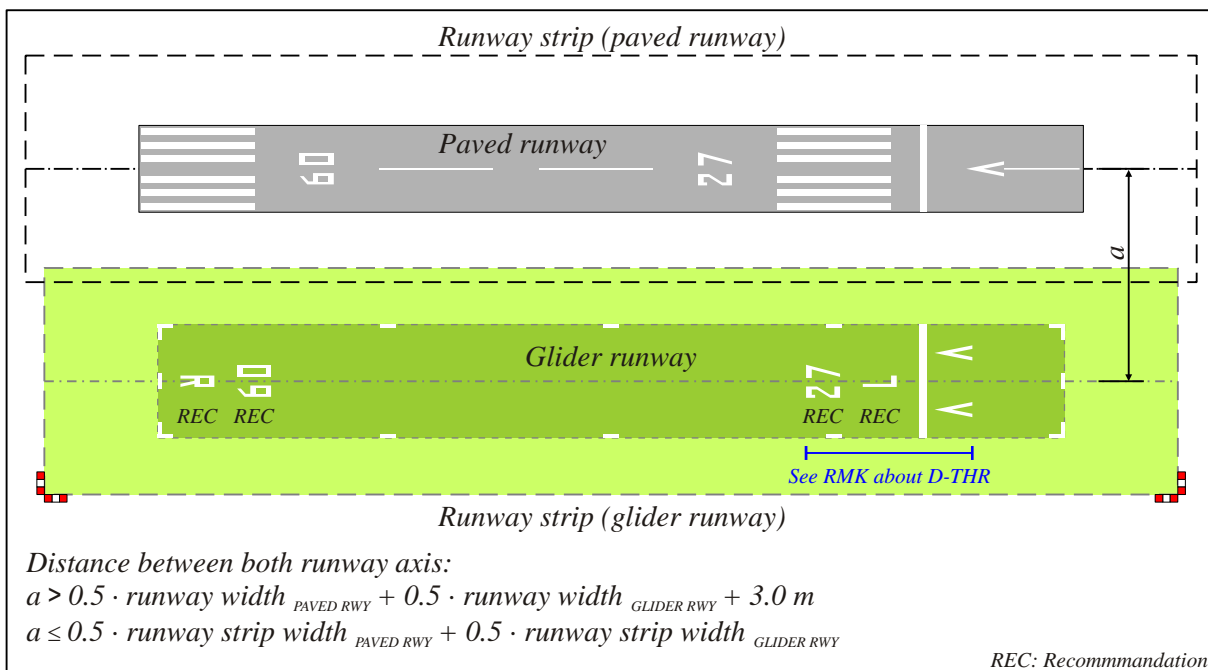 Runway strip (paved runway)
Paved runway
09
27
a
Glider runway
R
09
27
L
REC
REC
REC
REC
See RMK about D-THR
Runway strip (glider runway)
Distance between both runway axis:
a > 0.5 · runway width PAVED RWY + 0.5 · runway width GLIDER RWY + 3.0 m
a ≤ 0.5 · runway strip width PAVED RWY + 0.5 · runway strip width GLIDER RWY
REC: Recommmandation